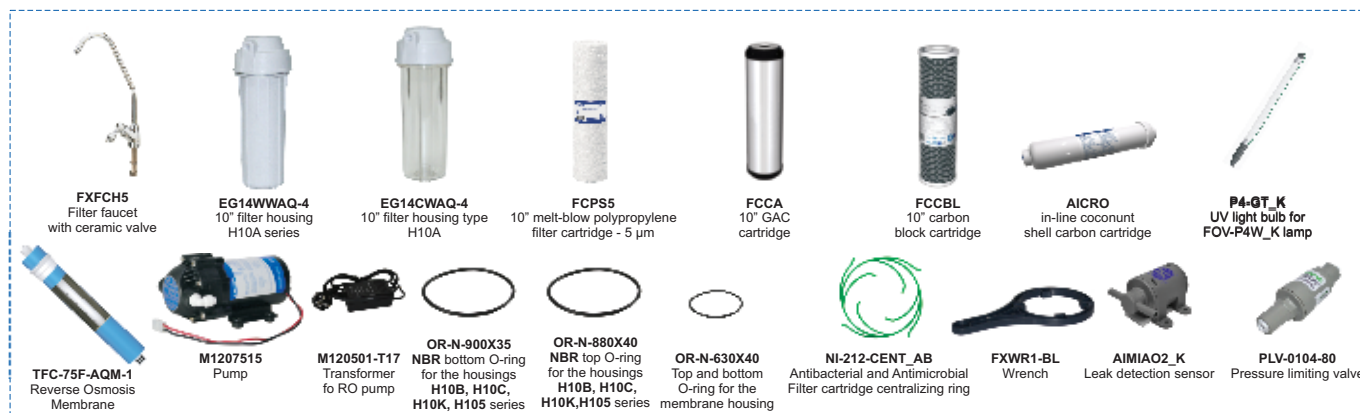 FXFCH5
Filter faucet
with ceramic valve
EG14WWAQ-4
10” filter housing
H10A series
EG14CWAQ-4
10” filter housing type
H10A
FCPS5
10” melt-blow polypropylene
filter cartridge - 5 µm
FCCA
10” GAC
cartridge
FCCBL
10” carbon
block cartridge
AICRO
in-line coconunt
shell carbon cartridge
P4-GT_K
UV light bulb for
FOV-P4W_K lamp
TFC-75F-AQM-1
Reverse Osmosis
Membrane
M1207515
Pump
M120501-T17
Transformer
fo RO pump
OR-N-900X35
NBR bottom O-ring
for the housings
H10B, H10C,
H10K, H105 series
OR-N-880X40
NBR top O-ring
for the housings
H10B, H10C,
H10K,H105 series
OR-N-630X40
Top and bottom
O-ring for the
membrane housing
NI-212-CENT_AB
Antibacterial and Antimicrobial
Filter cartridge centralizing ring
FXWR1-BL
Wrench
AIMIAO2_K
Leak detection sensor
PLV-0104-80
Pressure limiting valve